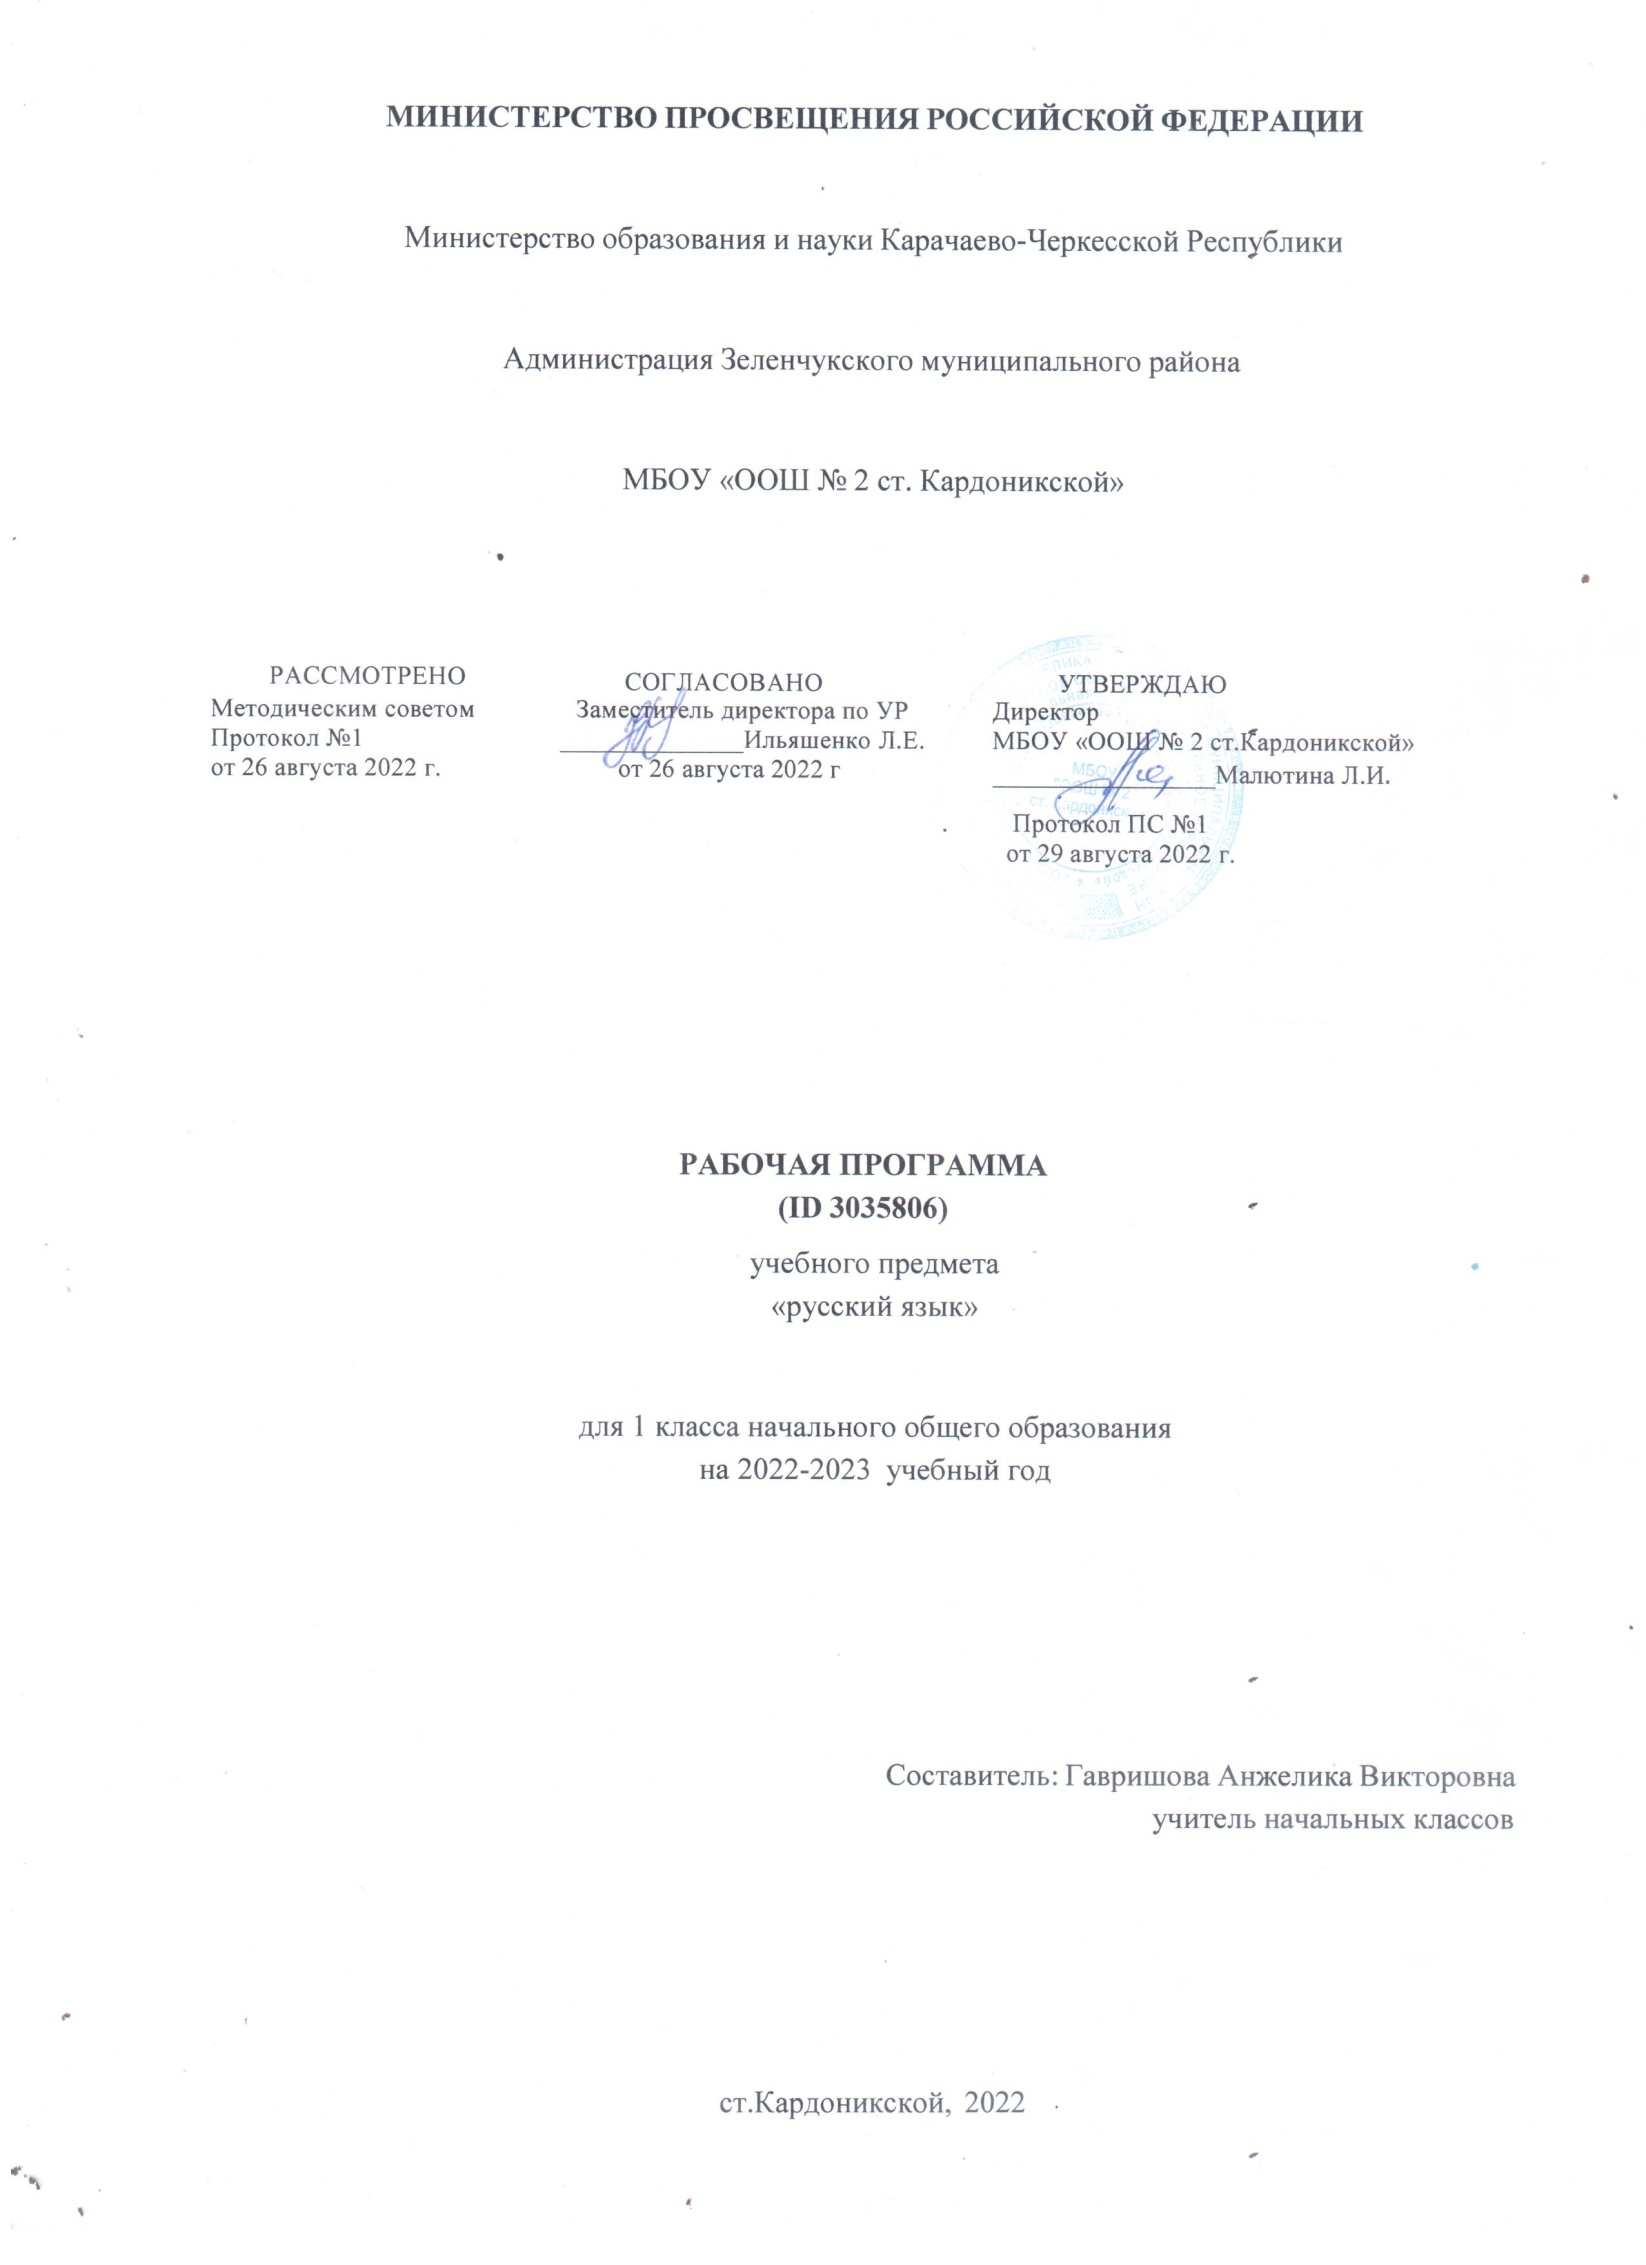 МИНИСТЕРСТВО ПРОСВЕЩЕНИЯ РОССИЙСКОЙ ФЕДЕРАЦИИ
Министерство образования и науки Карачаево-Черкесской Республики
Администрация Зеленчукского муниципального района
МБОУ «ООШ № 2 ст. Кардоникской»
РАССМОТРЕНО
Методическим советом
Протокол №1
от 26 августа 2022 г.
СОГЛАСОВАНО
Заместитель директора по УР
______________Ильяшенко Л.Е.
от 26 августа 2022 г
УТВЕРЖДАЮ
Директор
МБОУ «ООШ № 2 ст.Кардоникской»
_________________Малютина Л.И.
Протокол ПС №1
от 29 августа 2022 г.
РАБОЧАЯ ПРОГРАММА
(ID 3035806)
учебного предмета
«русский язык»
для 1 класса начального общего образования
на 2022-2023 учебный год
Составитель: Гавришова Анжелика Викторовна
учитель начальных классов
ст.Кардоникской, 2022